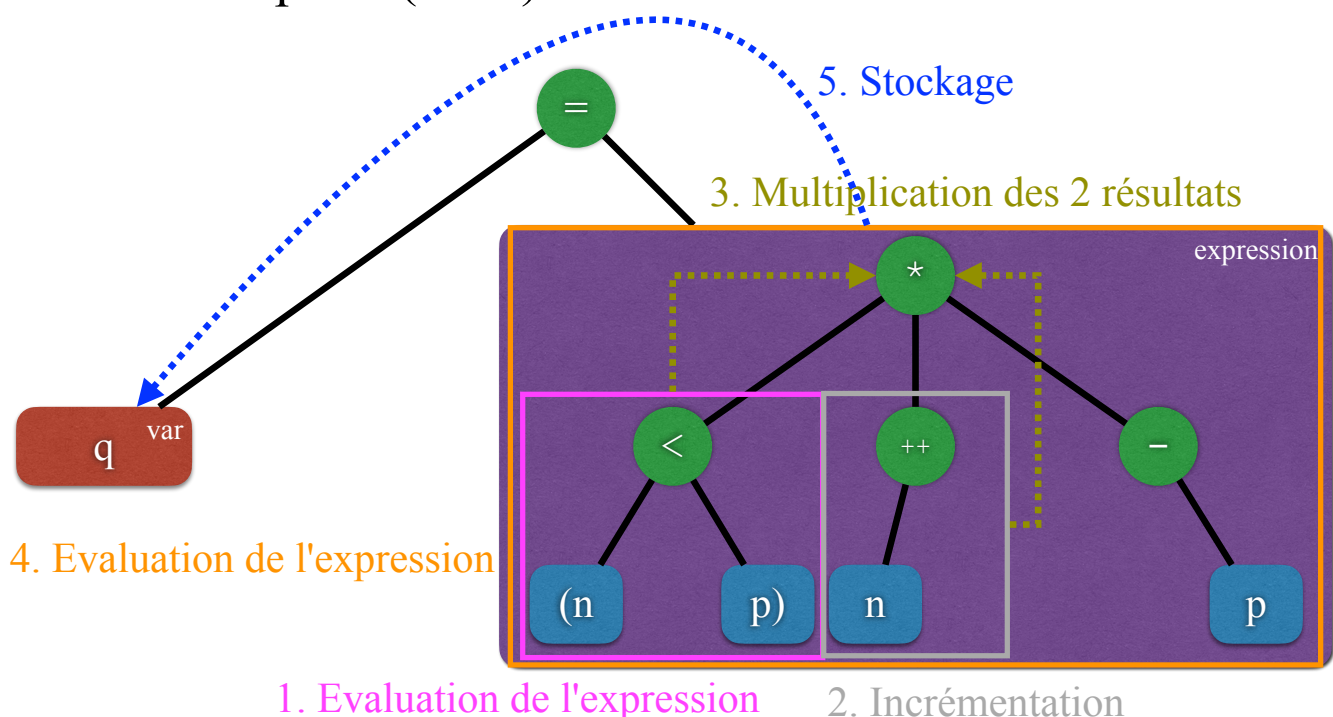 5. Stockage
=
3. Multiplication des 2 résultats
expression
*
var
q
<
++
-
4. Evaluation de l'expression
(n
p)
n
p
1. Evaluation de l'expression
2. Incrémentation